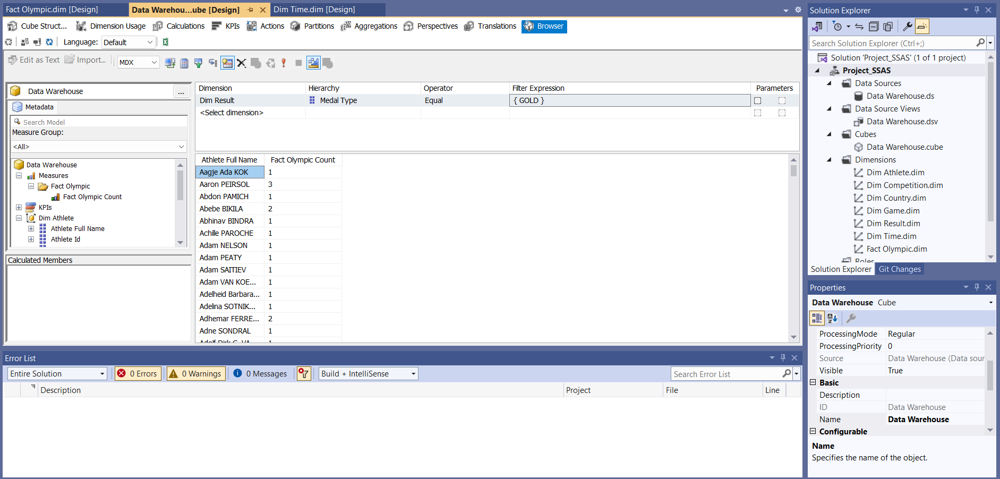 Fact Olympic.dim [Design]
Data Warehou...ube [Design]
Dim Time.dim [Design]
Cube Struct...
Dimension Usage
Calculations
KPIs
Actions
Partitions
Aggregations
Perspectives
Translations
Browser
Language:
Default
Edit as Text
Import...
MDX
Data Warehouse
...
Metadata
Search Model
Measure Group:
<All>
Data Warehouse
Measures
Fact Olympic
Fact Olympic Count
KPIs
Dim Athlete
Athlete Full Name
Athlete Id
Calculated Members
Dimension Hierarchy Operator Filter Expression Parameters
Dim Result Medal Type Equal { GOLD }
<Select dimension>
Athlete Full Name Fact Olympic Count
Aagje Ada KOK 1
Aaron PEIRSOL 3
Abdon PAMICH 1
Abebe BIKILA 2
Abhinav BINDRA 1
Achille PAROCHE 1
Adam NELSON 1
Adam PEATY 1
Adam SAITIEV 1
Adam VAN KOE... 1
Adelheid Barbara... 1
Adelina SOTNIK... 1
Adhemar FERRE... 2
Adne SONDRAL 1
Adolf Dirk C. VA... 1
Error List
Entire Solution
0 Errors
0 Warnings
0 Messages
Build + IntelliSense
Search Error List
Description Project File Line
Solution Explorer
Search Solution Explorer (Ctrl+;)
Solution 'Project_SSAS' (1 of 1 project)
Project_SSAS
Data Sources
Data Warehouse.ds
Data Source Views
Data Warehouse.dsv
Cubes
Data Warehouse.cube
Dimensions
Dim Athlete.dim
Dim Competition.dim
Dim Country.dim
Dim Game.dim
Dim Result.dim
Dim Time.dim
Fact Olympic.dim
Roles
Solution Explorer
Git Changes
Properties
Data Warehouse Cube
ProcessingMode Regular
ProcessingPriority 0
Source Data Warehouse (Data sour
Visible True
Basic
Description
ID Data Warehouse
Name Data Warehouse
Configurable
Name
Specifies the name of the object.